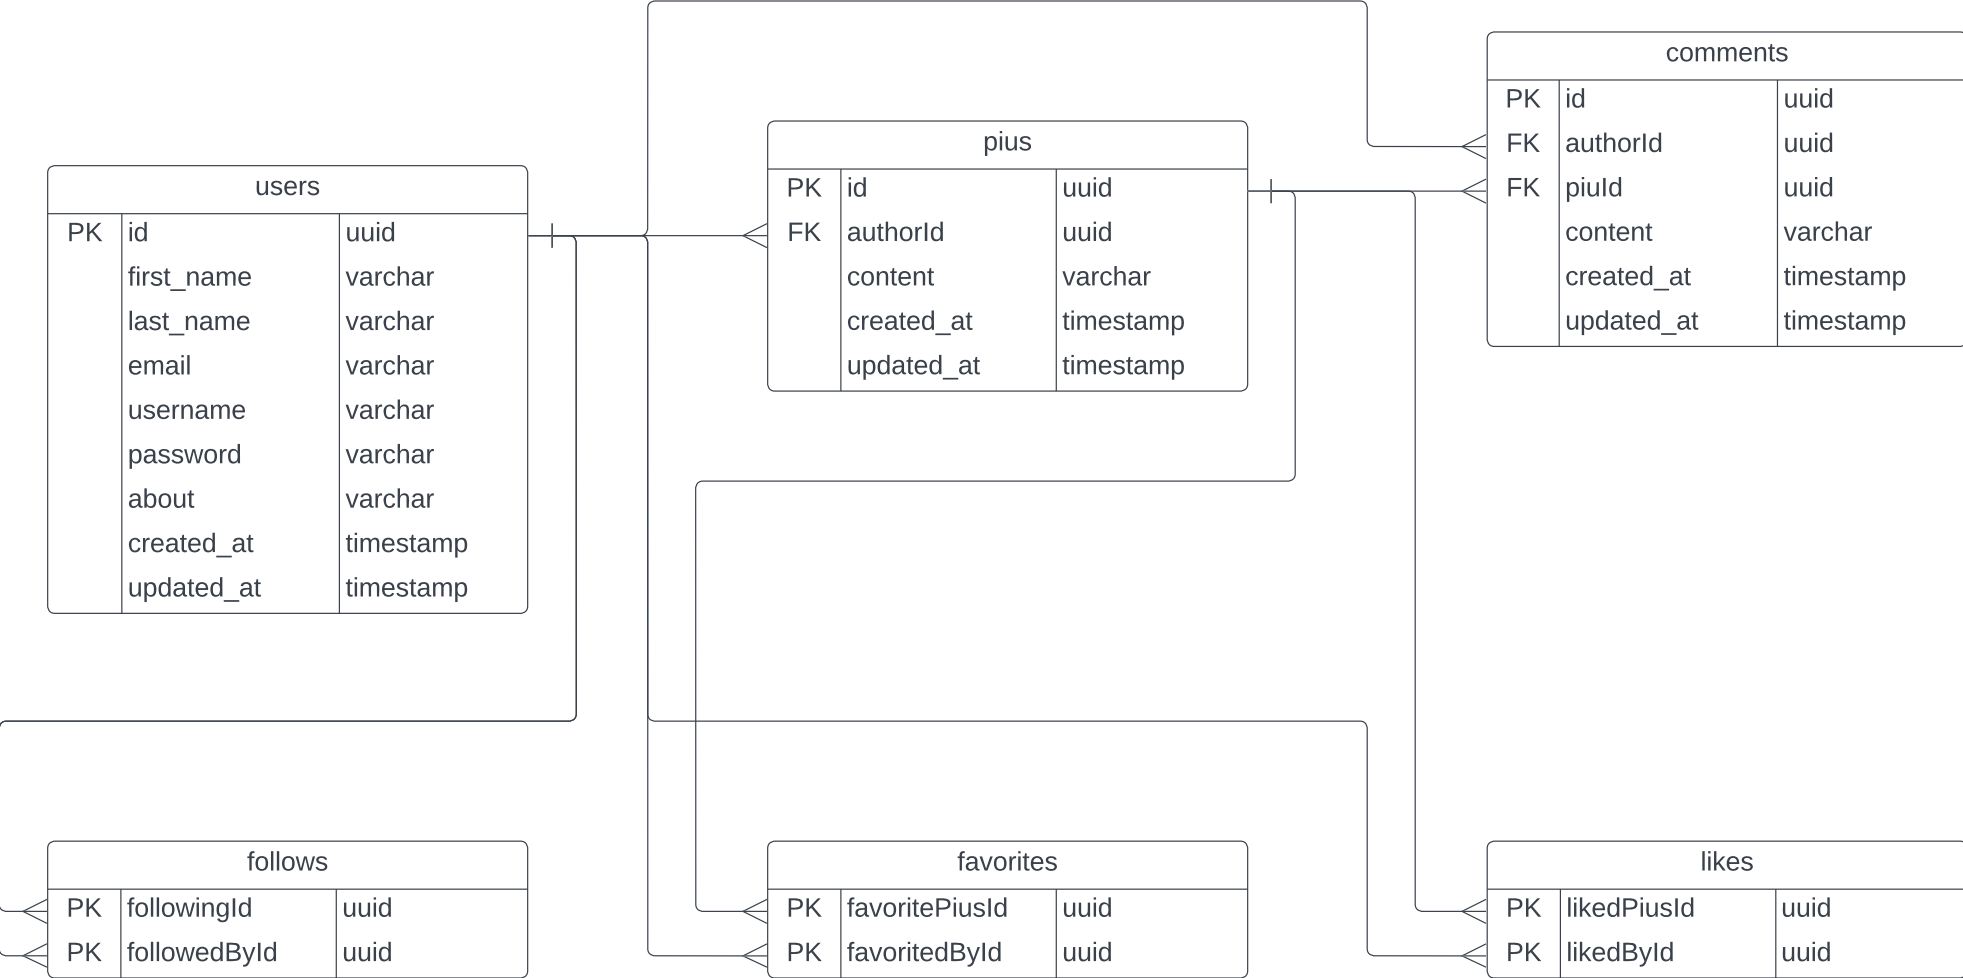 users
PK id uuid
first_name varchar
last_name varchar
email varchar
username varchar
password varchar
about varchar
created_at timestamp
updated_at timestamp
pius
PK id uuid
FK authorId uuid
content varchar
created_at timestamp
updated_at timestamp
comments
PK id uuid
FK authorId uuid
FK piuId uuid
content varchar
created_at timestamp
updated_at timestamp
follows
PK followingId uuid
PK followedById uuid
favorites
PK favoritePiusId uuid
PK favoritedById uuid
likes
PK likedPiusId uuid
PK likedById uuid